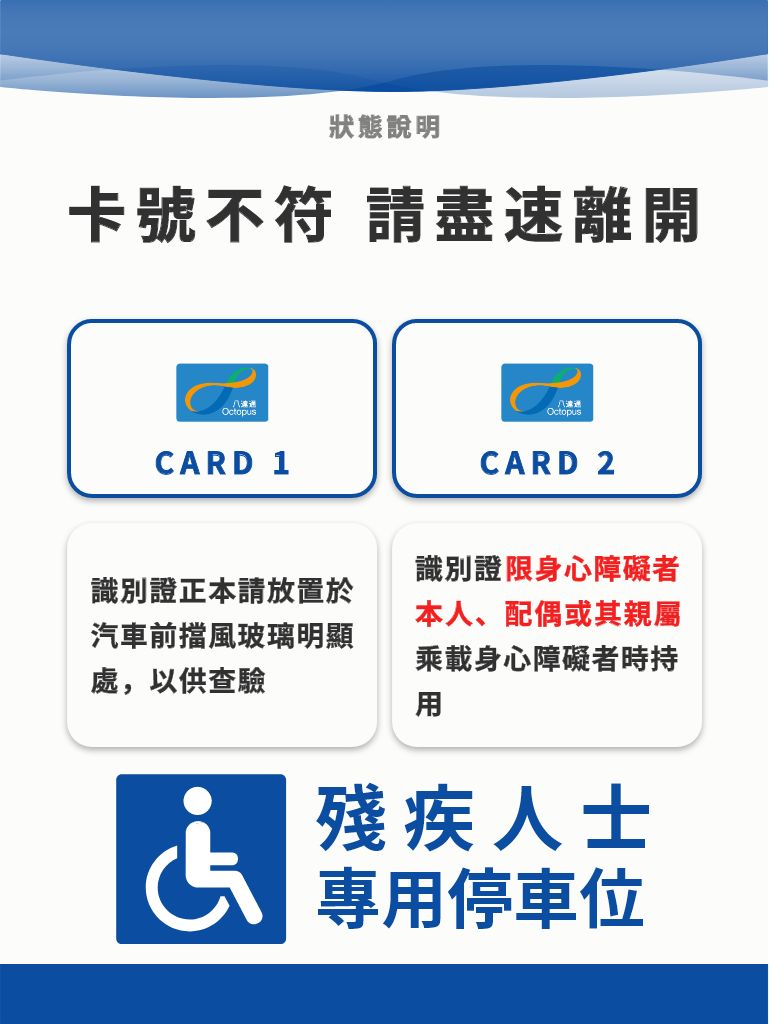 狀態說明
卡號不符 請盡速離開
八達通
Octopus
CARD 1
八達通
Octopus
CARD 2
識別證正本請放置於
汽車前擋風玻璃明顯
處，以供查驗
識別證限身心障礙者
本人、配偶或其親屬
乘載身心障礙者時持
用
殘疾人士
專用停車位